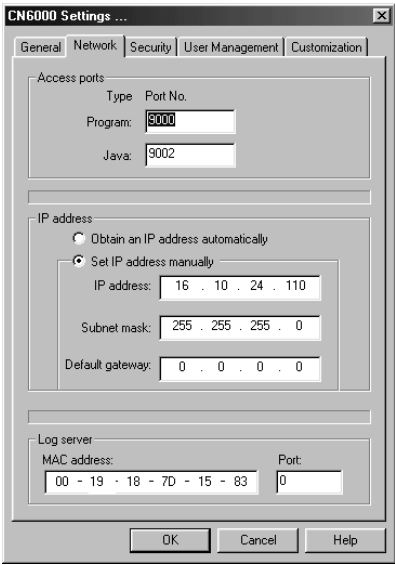 CN6000 Settings ...
General Network Security User Management Customization
Access ports
Type Port No.
Program: 9000
Java: 9002
IP address
Obtain an IP address automatically
Set IP address manually
IP address: 16 . 10 . 24 . 110
Subnet mask: 255 . 255 . 255 . 0
Default gateway: 0 . 0 . 0 . 0
Log server
MAC address: Port:
00 - 19 - 18 - 7D - 15 - 83 0
OK Cancel Help